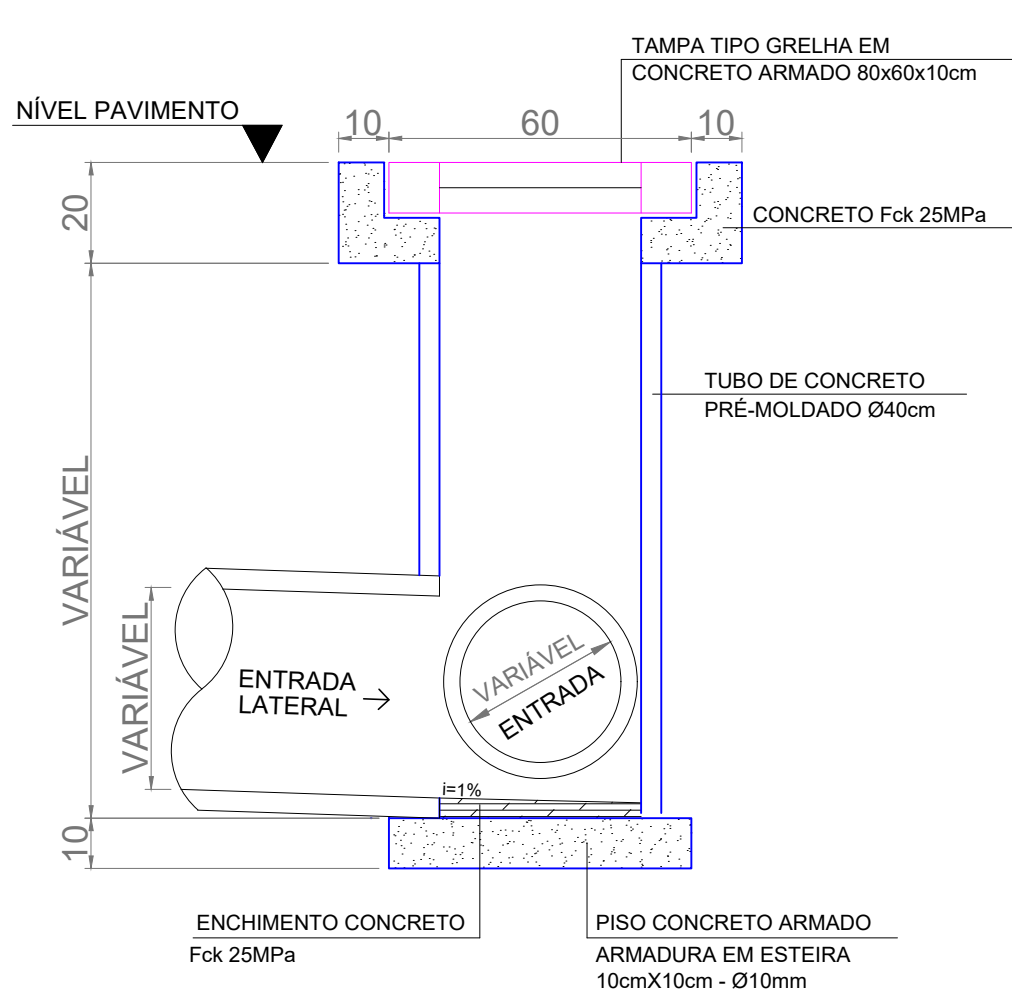 TAMPA TIPO GRELHA EM
CONCRETO ARMADO 80x60x10cm
NÍVEL PAVIMENTO
10
60
10
20
CONCRETO Fck 25MPa
TUBO DE CONCRETO
PRÉ-MOLDADO Ø40cm
VARIÁVEL
VARIÁVEL
ENTRADA
LATERAL
VARIÁVEL
ENTRADA
i=1%
10
ENCHIMENTO CONCRETO
Fck 25MPa
PISO CONCRETO ARMADO
ARMADURA EM ESTEIRA
10cmX10cm - Ø10mm